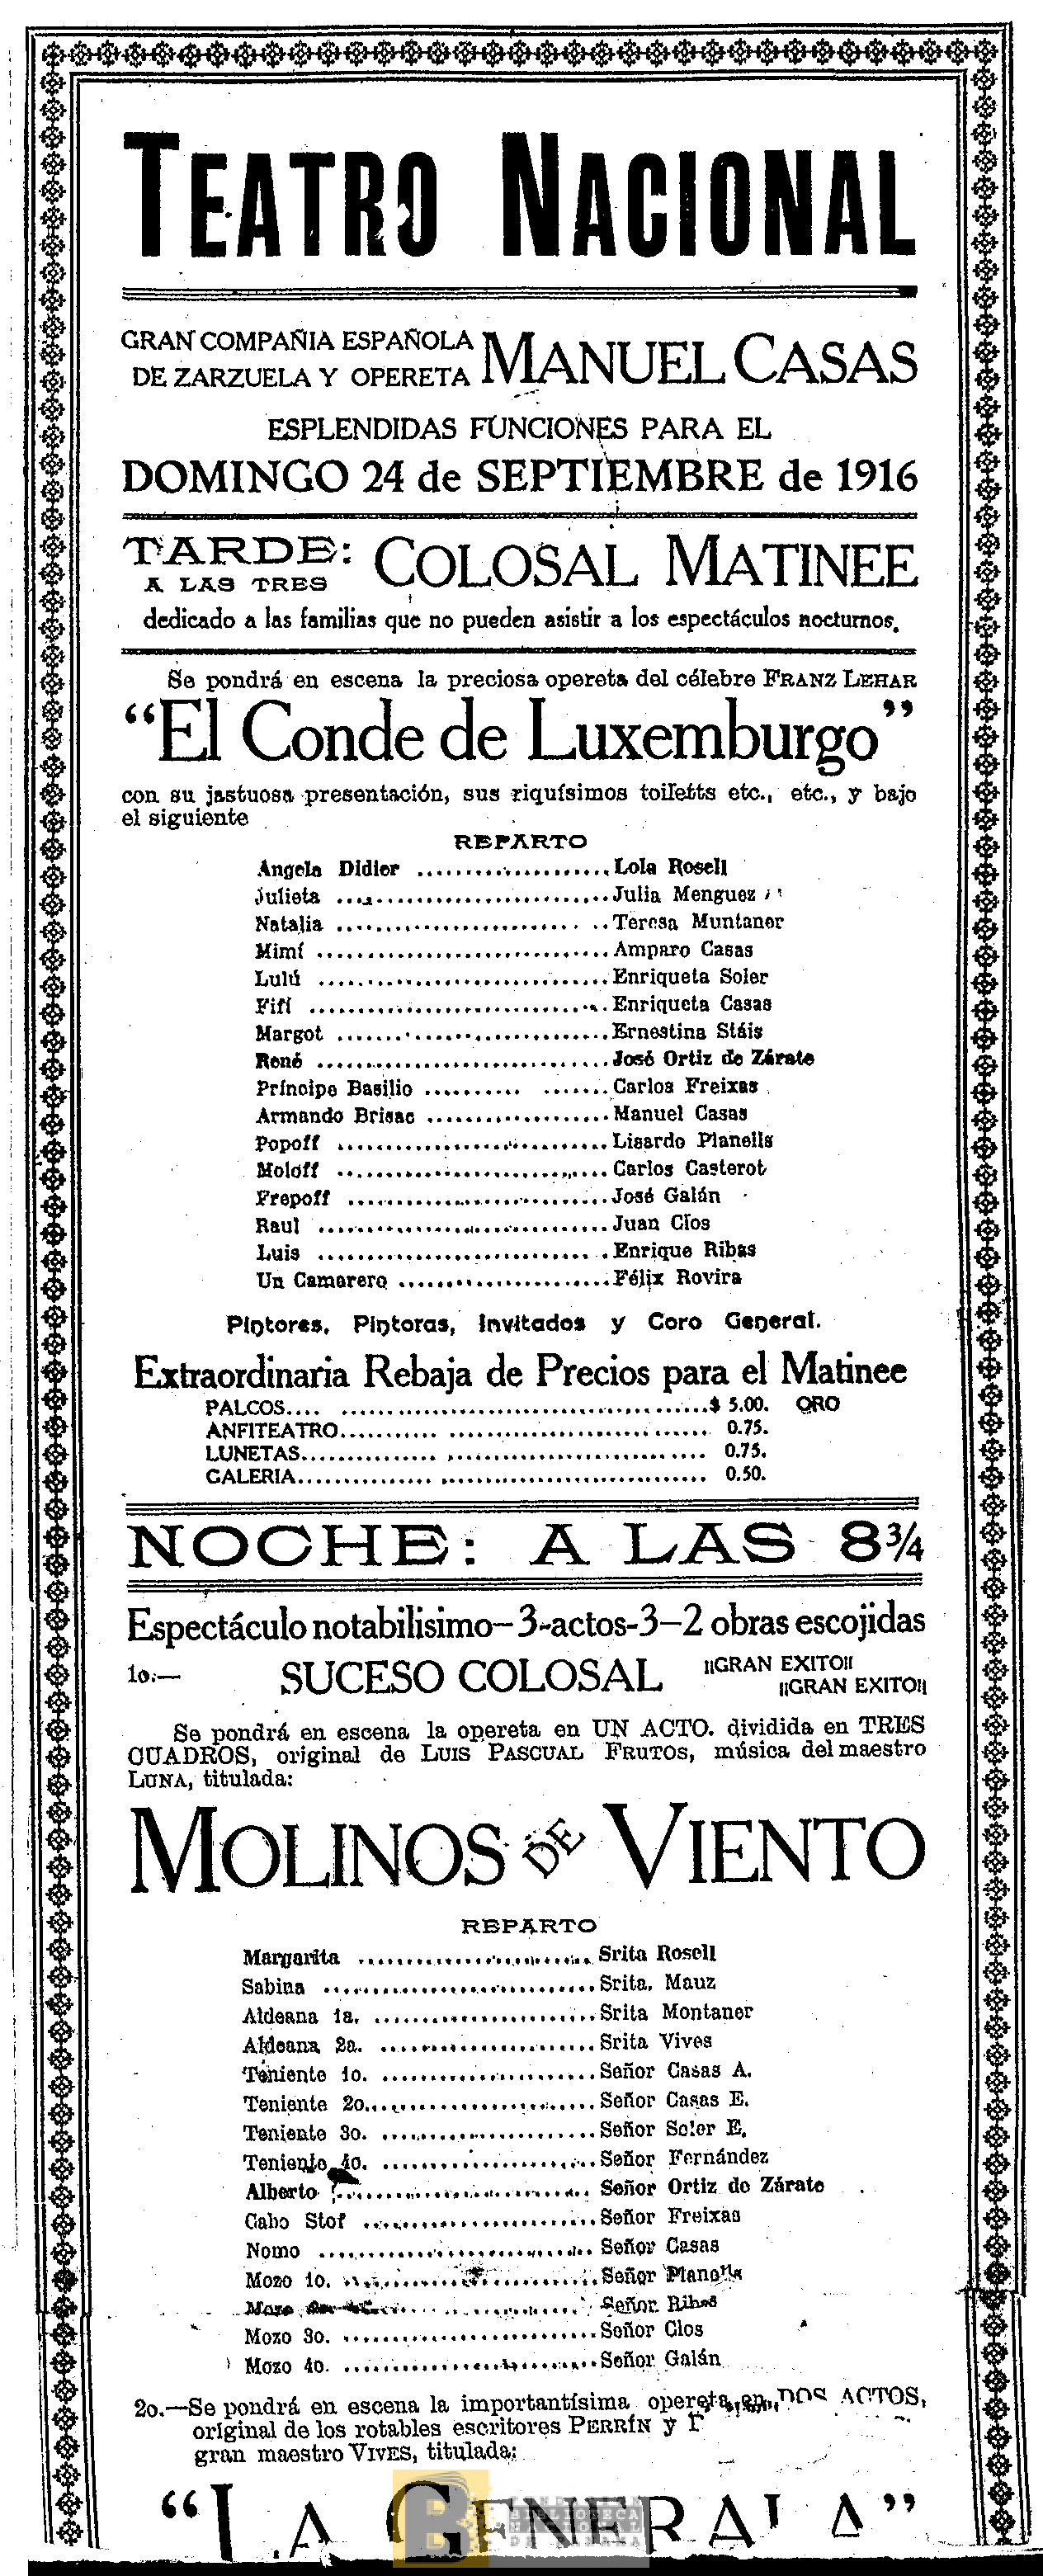 TEATRO NACIONAL
GRAN COMPAÑIA ESPAÑOLA
DE ZARZUELA Y OPERETA MANUEL CASAS
ESPLENDIDAS FUNCIONES PARA EL
DOMINGO 24 de SEPTIEMBRE de 1916
TARDE: COLOSAL MATINEE
A LAS TRES
dedicado a las familias que no pueden asistir a los espectáculos nocturnos.
Se pondrá en escena la preciosa opereta del célebre FRANZ LEHAR
“El Conde de Luxemburgo”
con su jastuosa presentación, sus riquísimos toiletts etc., etc., y bajo
el siguiente
REPARTO
Angela Didier .................... Lola Rosell
Julieta .................... Julia Menguez
Natalia .................... Teresa Muntaner
Mimí .................... Amparo Casas
Lulú .................... Enriqueta Soler
Fifí .................... Enriqueta Casas
Margot .................... Ernestina Stáis
René .................... José Ortiz de Zárate
Príncipe Basilio .................... Carlos Freixas
Armando Brisac .................... Manuel Casas
Popoff .................... Lisardo Planells
Moloff .................... Carlos Casterot
Frepoff .................... José Galán
Raul .................... Juan Clos
Luis .................... Enrique Ribas
Un Camarero .................... Félix Rovira
Pintores, Pintoras, Invitados y Coro General.
Extraordinaria Rebaja de Precios para el Matinee
PALCOS.................... $ 5.00. ORO
ANFITEATRO.................... 0.75.
LUNETAS.................... 0.75.
GALERIA.................... 0.50.
NOCHE: A LAS 8¾
Espectáculo notabilisimo–3-actos-3–2 obras escojidas
1o.— SUCESO COLOSAL ¡¡GRAN EXITO!!
¡¡GRAN EXITO!!
Se pondrá en escena la opereta en UN ACTO. dividida en TRES
CUADROS, original de LUIS PASCUAL FRUTOS, música del maestro
LUNA, titulada:
MOLINOS DE VIENTO
REPARTO
Margarita .................... Srita Rosell
Sabina .................... Srita. Mauz
Aldeana 1a. .................... Srita Montaner
Aldeana 2a. .................... Srita Vives
Teniente 1o. .................... Señor Casas A.
Teniente 2o. .................... Señor Casas E.
Teniente 3o. .................... Señor Soler E.
Teniente 4o. .................... Señor Fernández
Alberto .................... Señor Ortiz de Zárate
Cabo Stof .................... Señor Freixas
Nomo .................... Señor Casas
Mozo 1o. .................... Señor Planells
Mozo .................... Señor Ribas
Mozo 3o. .................... Señor Clos
Mozo 4o. .................... Señor Galán
2o.—Se pondrá en escena la importantísima opereta, en DOS ACTOS,
original de los rotables escritores PERRÍN y
gran maestro VIVES, titulada:
“LA GENERALA”
FUNDACION
BIBLIOTECA
NACIONAL
DE PANAMA